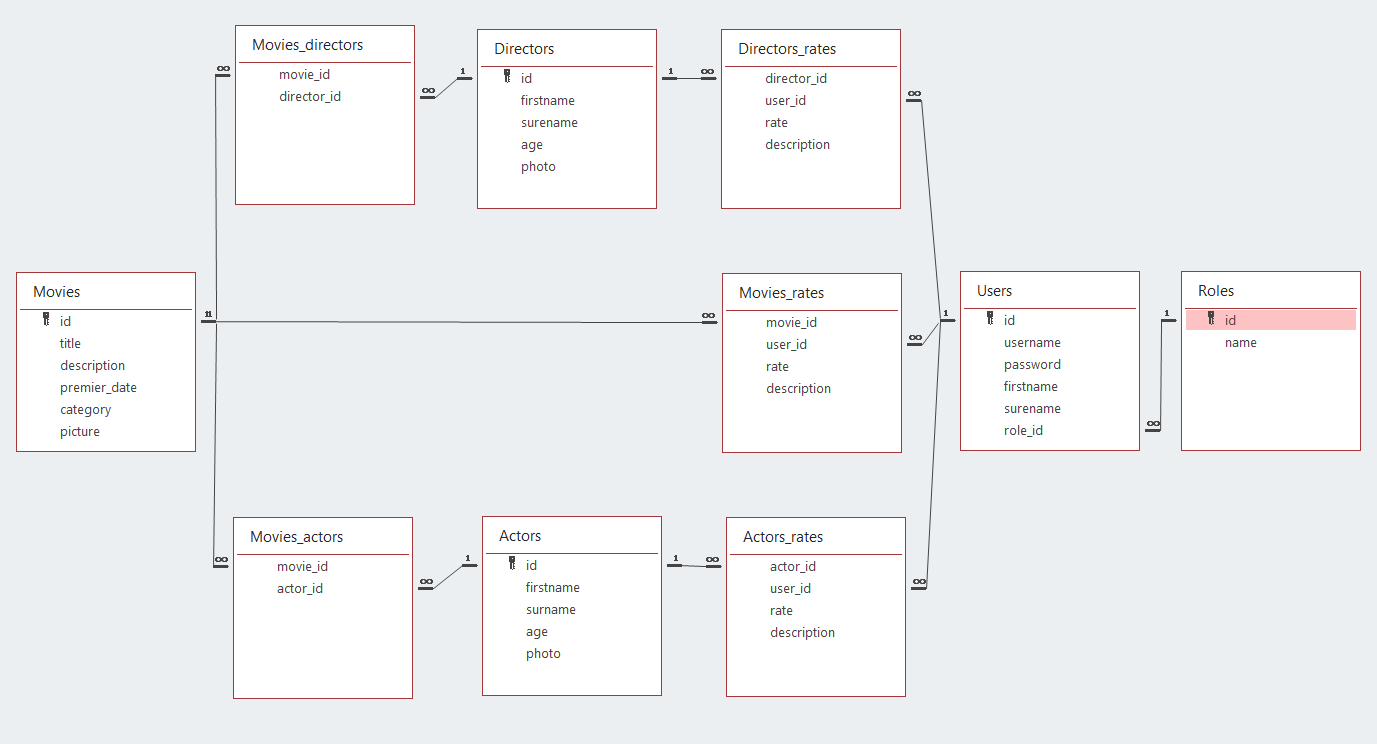 Movies_directors
movie_id
director_id
Directors
id
firstname
surename
age
photo
Directors_rates
director_id
user_id
rate
description
Movies
id
title
description
premier_date
category
picture
Movies_rates
movie_id
user_id
rate
description
Users
id
username
password
firstname
surename
role_id
Roles
id
name
Movies_actors
movie_id
actor_id
Actors
id
firstname
surname
age
photo
Actors_rates
actor_id
user_id
rate
description
∞
∞
1
1
∞
∞
11
∞
∞
1
∞
1
∞
∞
1
1
∞
∞